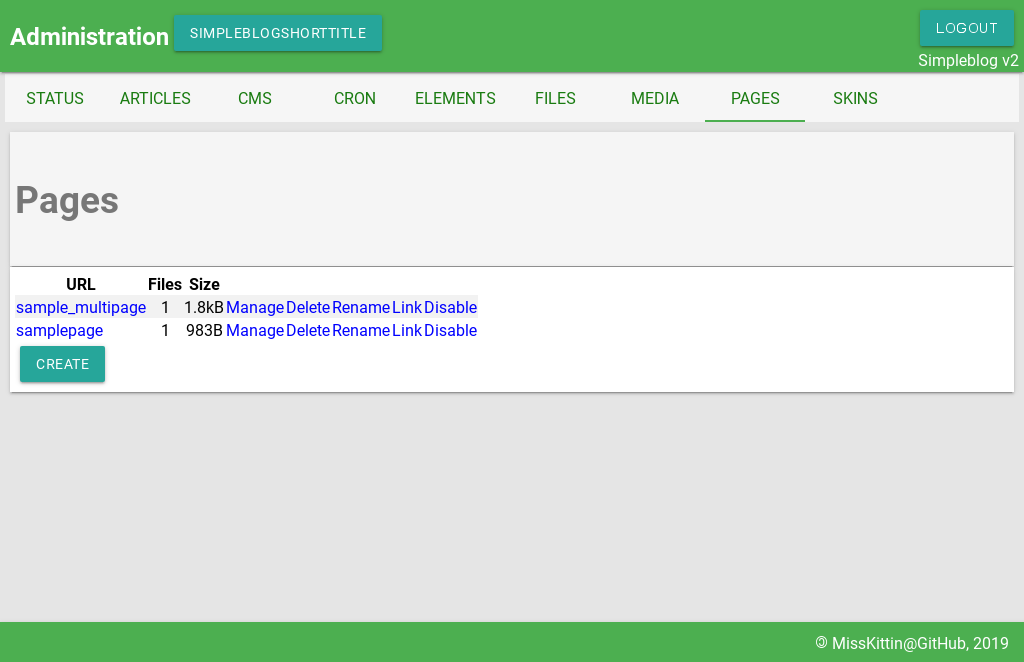 Administration SIMPLEBLOGSHORTTITLE LOGOUT
Simpleblog v2
STATUS ARTICLES CMS CRON ELEMENTS FILES MEDIA PAGES SKINS
Pages
URL Files Size
sample_multipage 1 1.8kB Manage Delete Rename Link Disable
samplepage 1 983B Manage Delete Rename Link Disable
CREATE
© MissKittin@GitHub, 2019